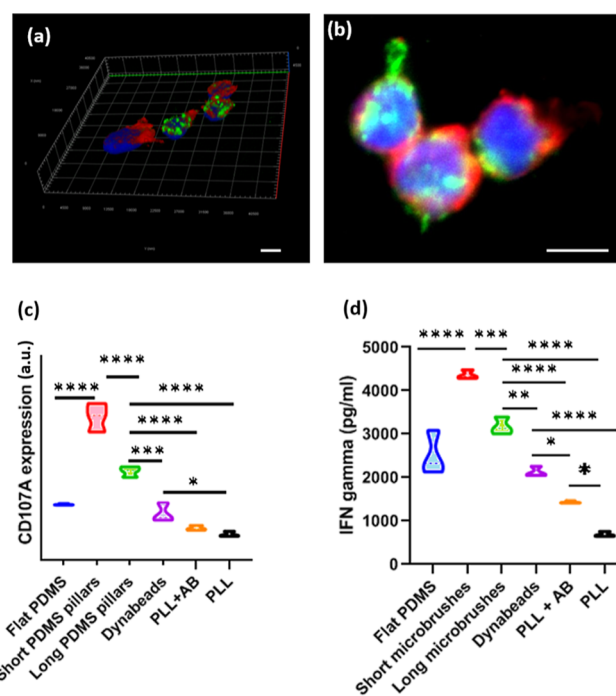 (a)
(b)
(c)
(d)
CD107A expression (a.u.)
****
****
****
****
***
*
Flat PDMS
Short PDMS pillars
Long PDMS pillars
Dynabeads
PLL+AB
PLL
IFN gamma (pg/ml)
5000
4000
3000
2000
1000
0
****
***
****
****
**
****
*
*
Flat PDMS
Short microbrushes
Long microbrushes
Dynabeads
PLL + AB
PLL